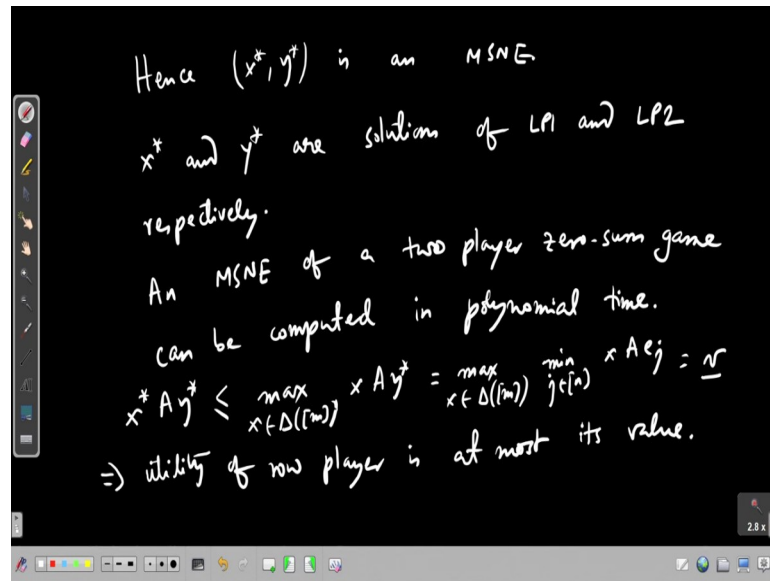 Hence (x*, y*) is an MSNE.
x* and y* are solutions of LP1 and LP2
respectively.
An MSNE of a two player zero-sum game
can be computed in polynomial time.
x* A y* ≤ max_{x∈Δ([m])} x A y* = max_{x∈Δ([m])} min_{j∈[n]} x A e_j = v
⇒ utility of row player is at most its value.
2.8 x